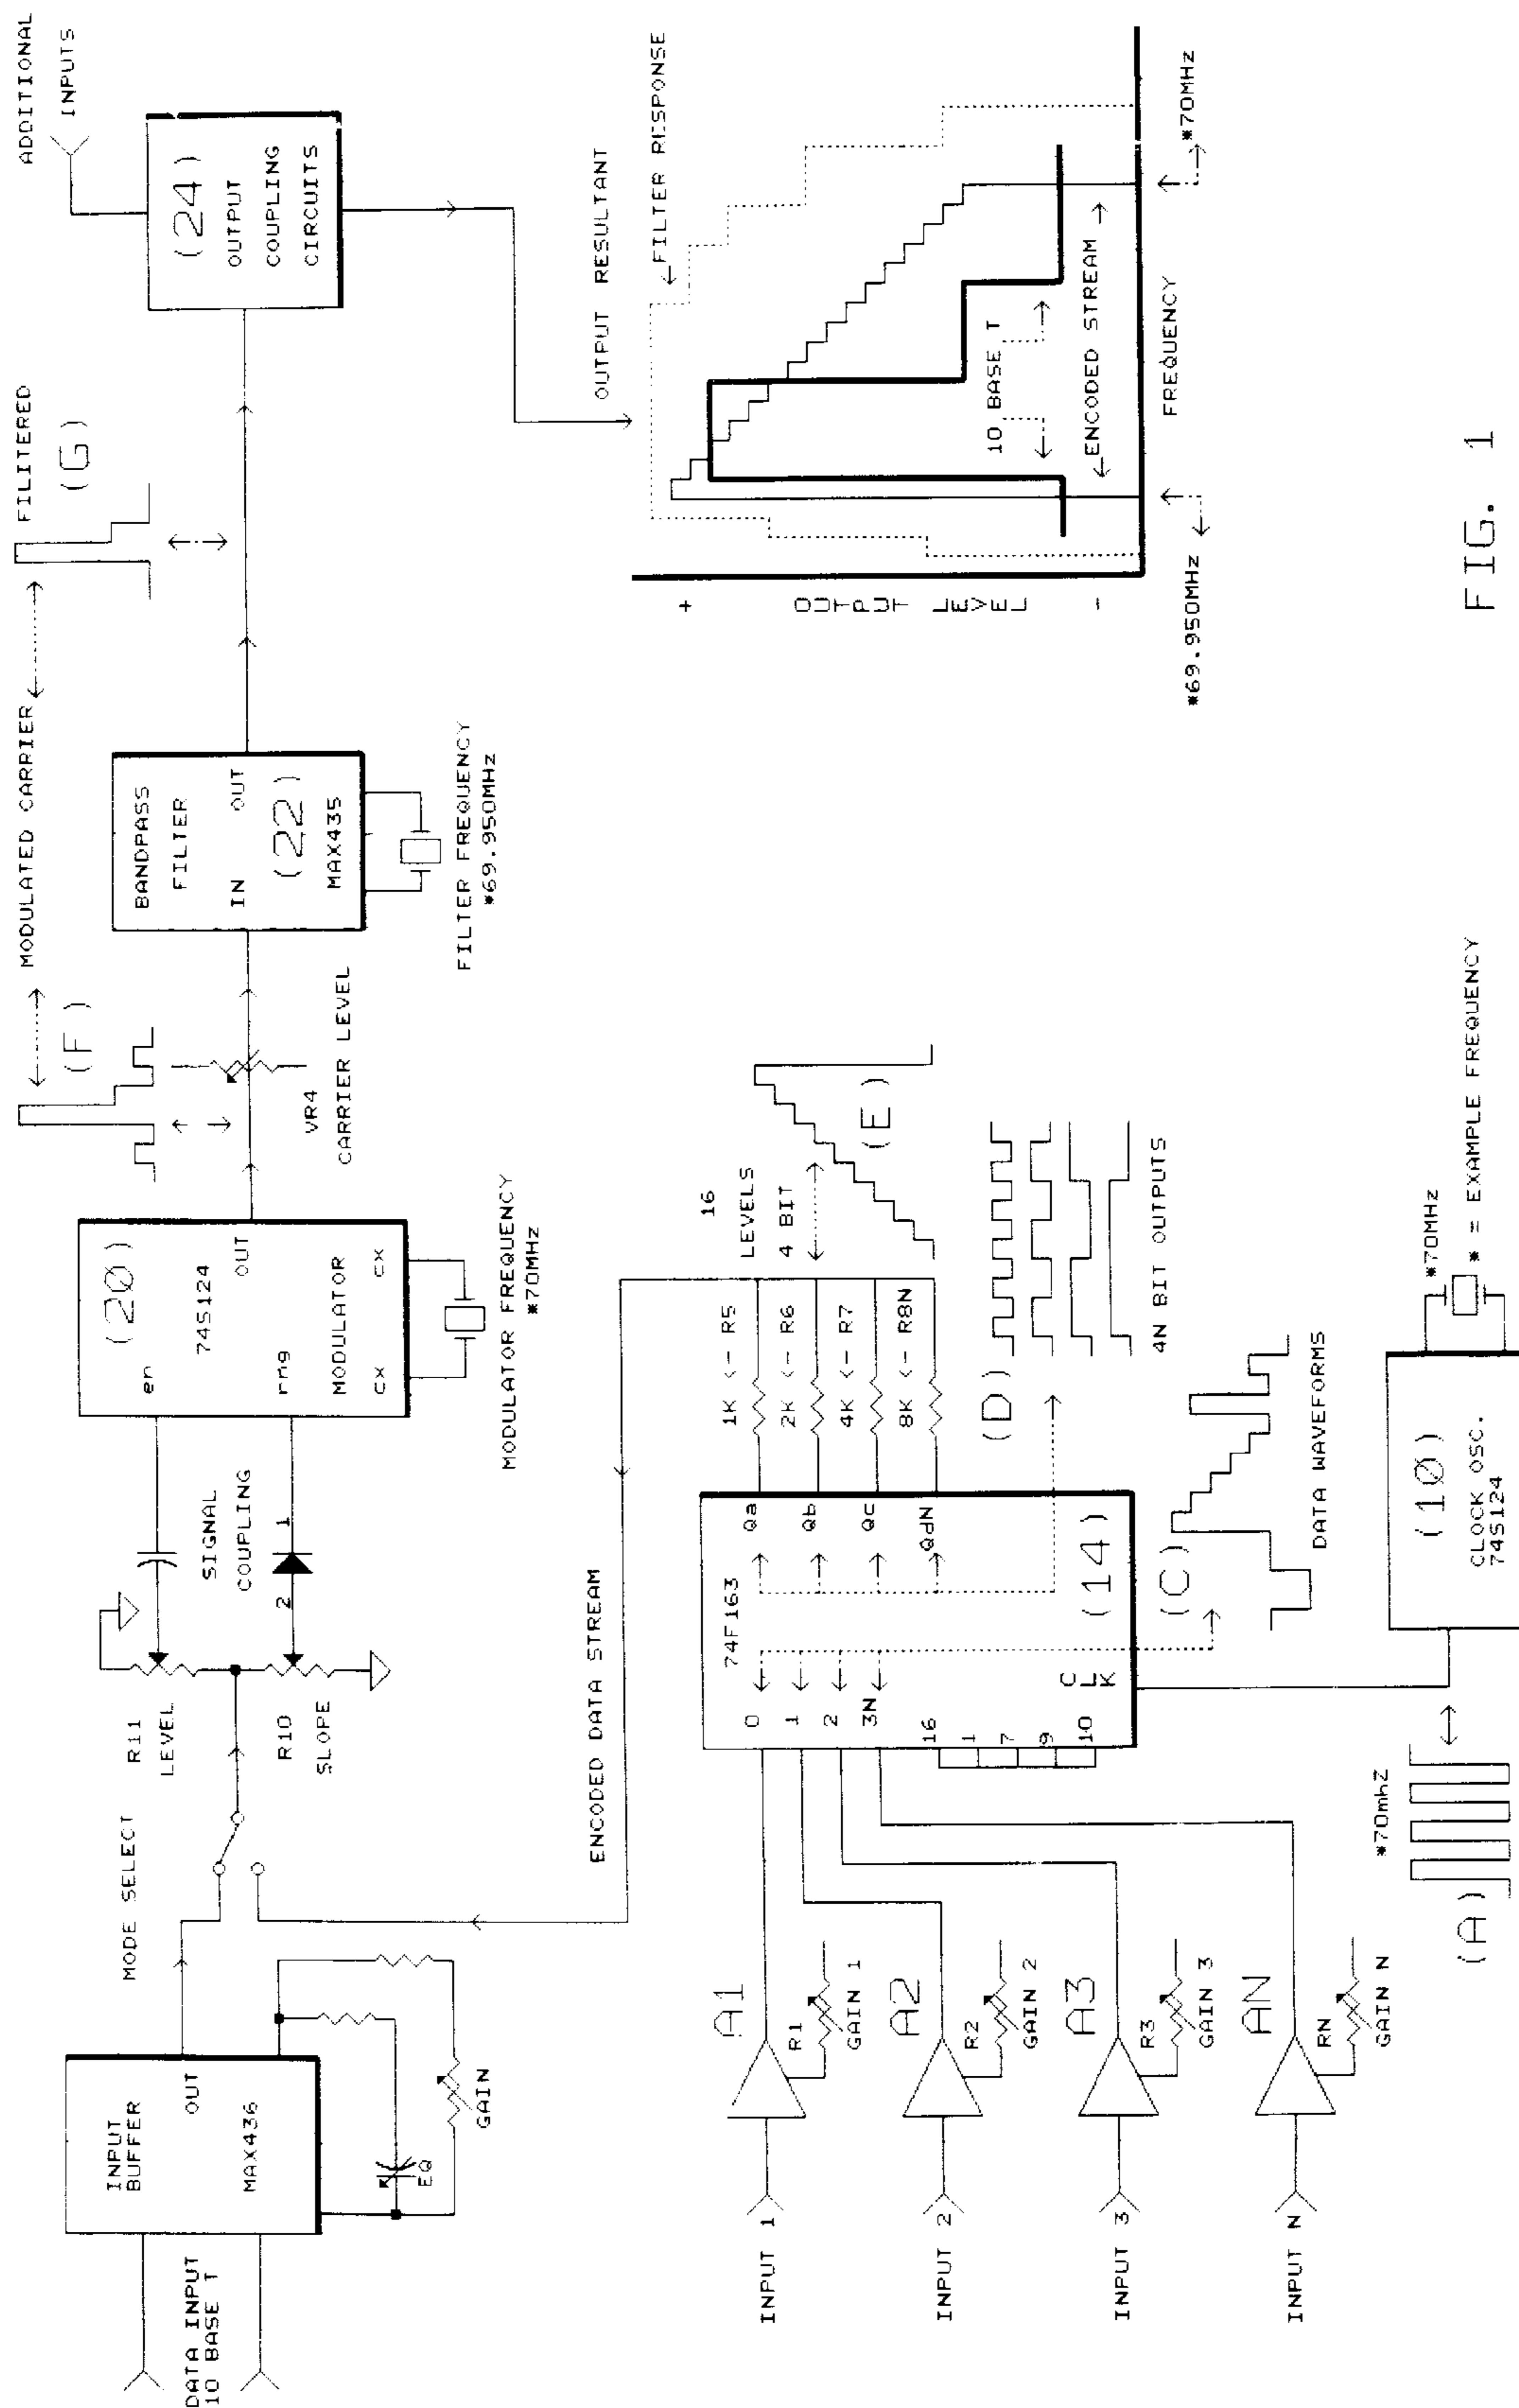 DATA INPUT
10 BASE T
INPUT
BUFFER
OUT
MAX436
EQ
GAIN
MODE SELECT
R11
LEVEL
R10
SLOPE
SIGNAL
COUPLING
2 1
(20)
en
74S124
OUT
rng
MODULATOR
cx cx
MODULATOR FREQUENCY
*70MHz
(F)
VR4
CARRIER LEVEL
MODULATED CARRIER
BANDPASS
FILTER
IN OUT
(22)
MAX435
FILTER FREQUENCY
*69.950MHz
FILITERED
(G)
ADDITIONAL
INPUTS
(24)
OUTPUT
COUPLING
CIRCUITS
OUTPUT RESULTANT
FILTER RESPONSE
+
OUTPUT LEVEL
-
10 BASE T
ENCODED STREAM
FREQUENCY
*69.950MHz
*70MHz
ENCODED DATA STREAM
INPUT 1
A1
R1
GAIN 1
INPUT 2
A2
R2
GAIN 2
INPUT 3
A3
R3
GAIN 3
INPUT N
AN
RN
GAIN N
74F163
0
1
2
3N
16
1
7
9
10
CLK
Qa
Qb
Qc
QdN
(14)
1K <- R5
2K <- R6
4K <- R7
8K <- R8N
16
LEVELS
4 BIT
(E)
(D)
4N BIT OUTPUTS
(C)
DATA WAVEFORMS
*70mhZ
(A)
(10)
CLOCK OSC.
74S124
*70MHz
* = EXAMPLE FREQUENCY
FIG. 1